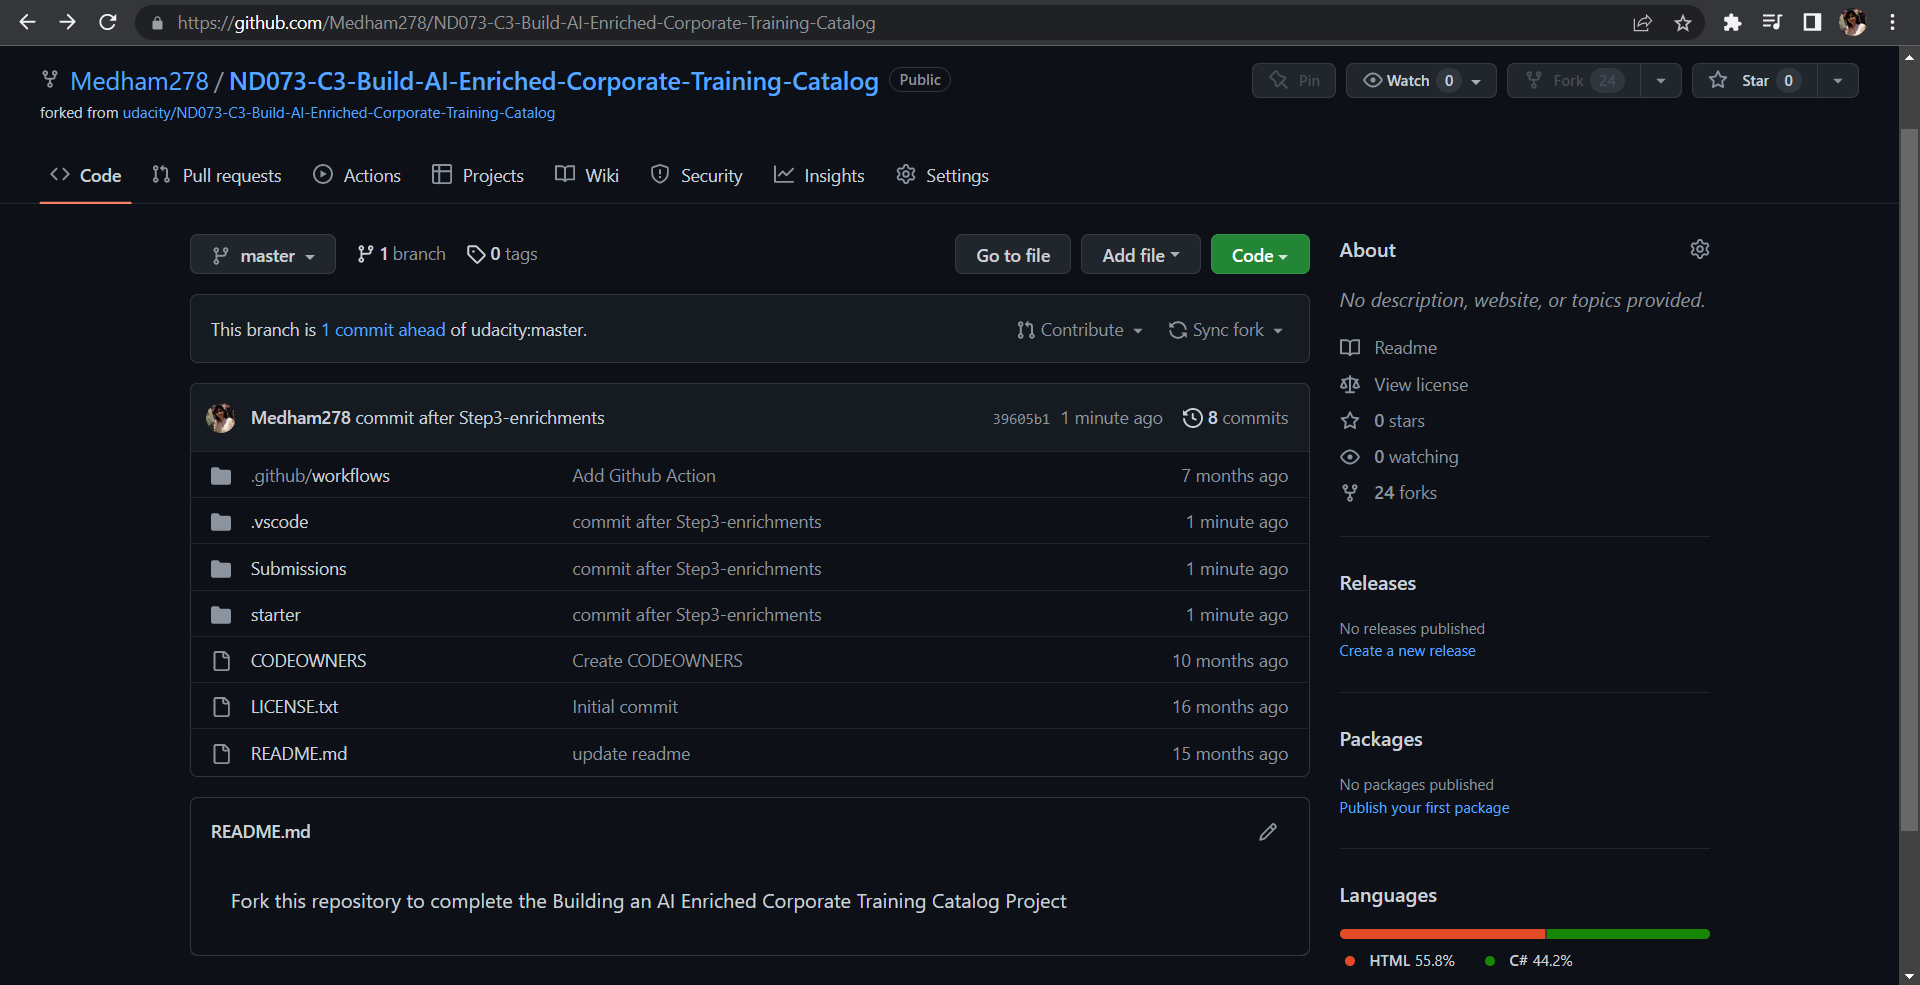 https://github.com/Medham278/ND073-C3-Build-AI-Enriched-Corporate-Training-Catalog
Medham278 / ND073-C3-Build-AI-Enriched-Corporate-Training-Catalog Public
Pin Watch 0 Fork 24 Star 0
forked from udacity/ND073-C3-Build-AI-Enriched-Corporate-Training-Catalog
Code Pull requests Actions Projects Wiki Security Insights Settings
master 1 branch 0 tags Go to file Add file Code
This branch is 1 commit ahead of udacity:master. Contribute Sync fork
Medham278 commit after Step3-enrichments 39605b1 1 minute ago 8 commits
.github/workflows Add Github Action 7 months ago
.vscode commit after Step3-enrichments 1 minute ago
Submissions commit after Step3-enrichments 1 minute ago
starter commit after Step3-enrichments 1 minute ago
CODEOWNERS Create CODEOWNERS 10 months ago
LICENSE.txt Initial commit 16 months ago
README.md update readme 15 months ago
README.md
Fork this repository to complete the Building an AI Enriched Corporate Training Catalog Project
About
No description, website, or topics provided.
Readme
View license
0 stars
0 watching
24 forks
Releases
No releases published
Create a new release
Packages
No packages published
Publish your first package
Languages
HTML 55.8% C# 44.2%